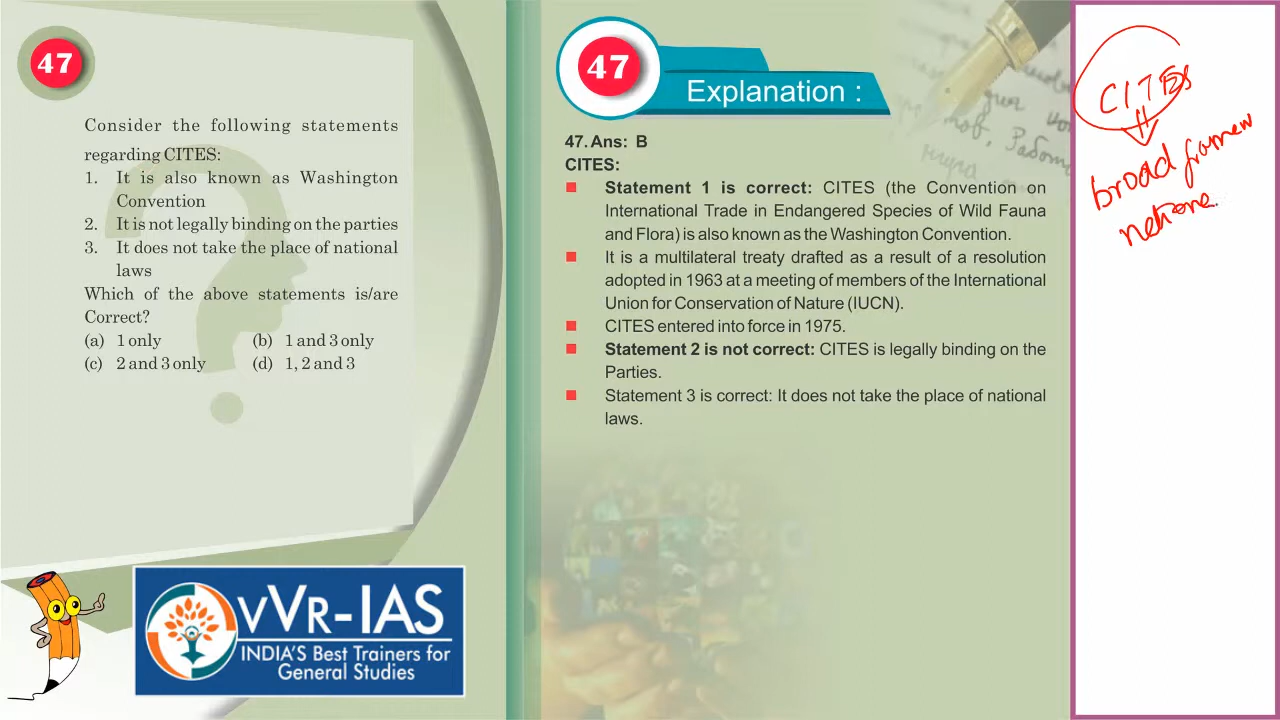 47
Consider the following statements
regarding CITES:
1. It is also known as Washington
Convention
2. It is not legally binding on the parties
3. It does not take the place of national
laws
Which of the above statements is/are
Correct?
(a) 1 only (b) 1 and 3 only
(c) 2 and 3 only (d) 1, 2 and 3
vVR-IAS
INDIA'S Best Trainers for
General Studies
47
Explanation :
47. Ans: B
CITES:
Statement 1 is correct: CITES (the Convention on
International Trade in Endangered Species of Wild Fauna
and Flora) is also known as the Washington Convention.
It is a multilateral treaty drafted as a result of a resolution
adopted in 1963 at a meeting of members of the International
Union for Conservation of Nature (IUCN).
CITES entered into force in 1975.
Statement 2 is not correct: CITES is legally binding on the
Parties.
Statement 3 is correct: It does not take the place of national
laws.
CITES
broad